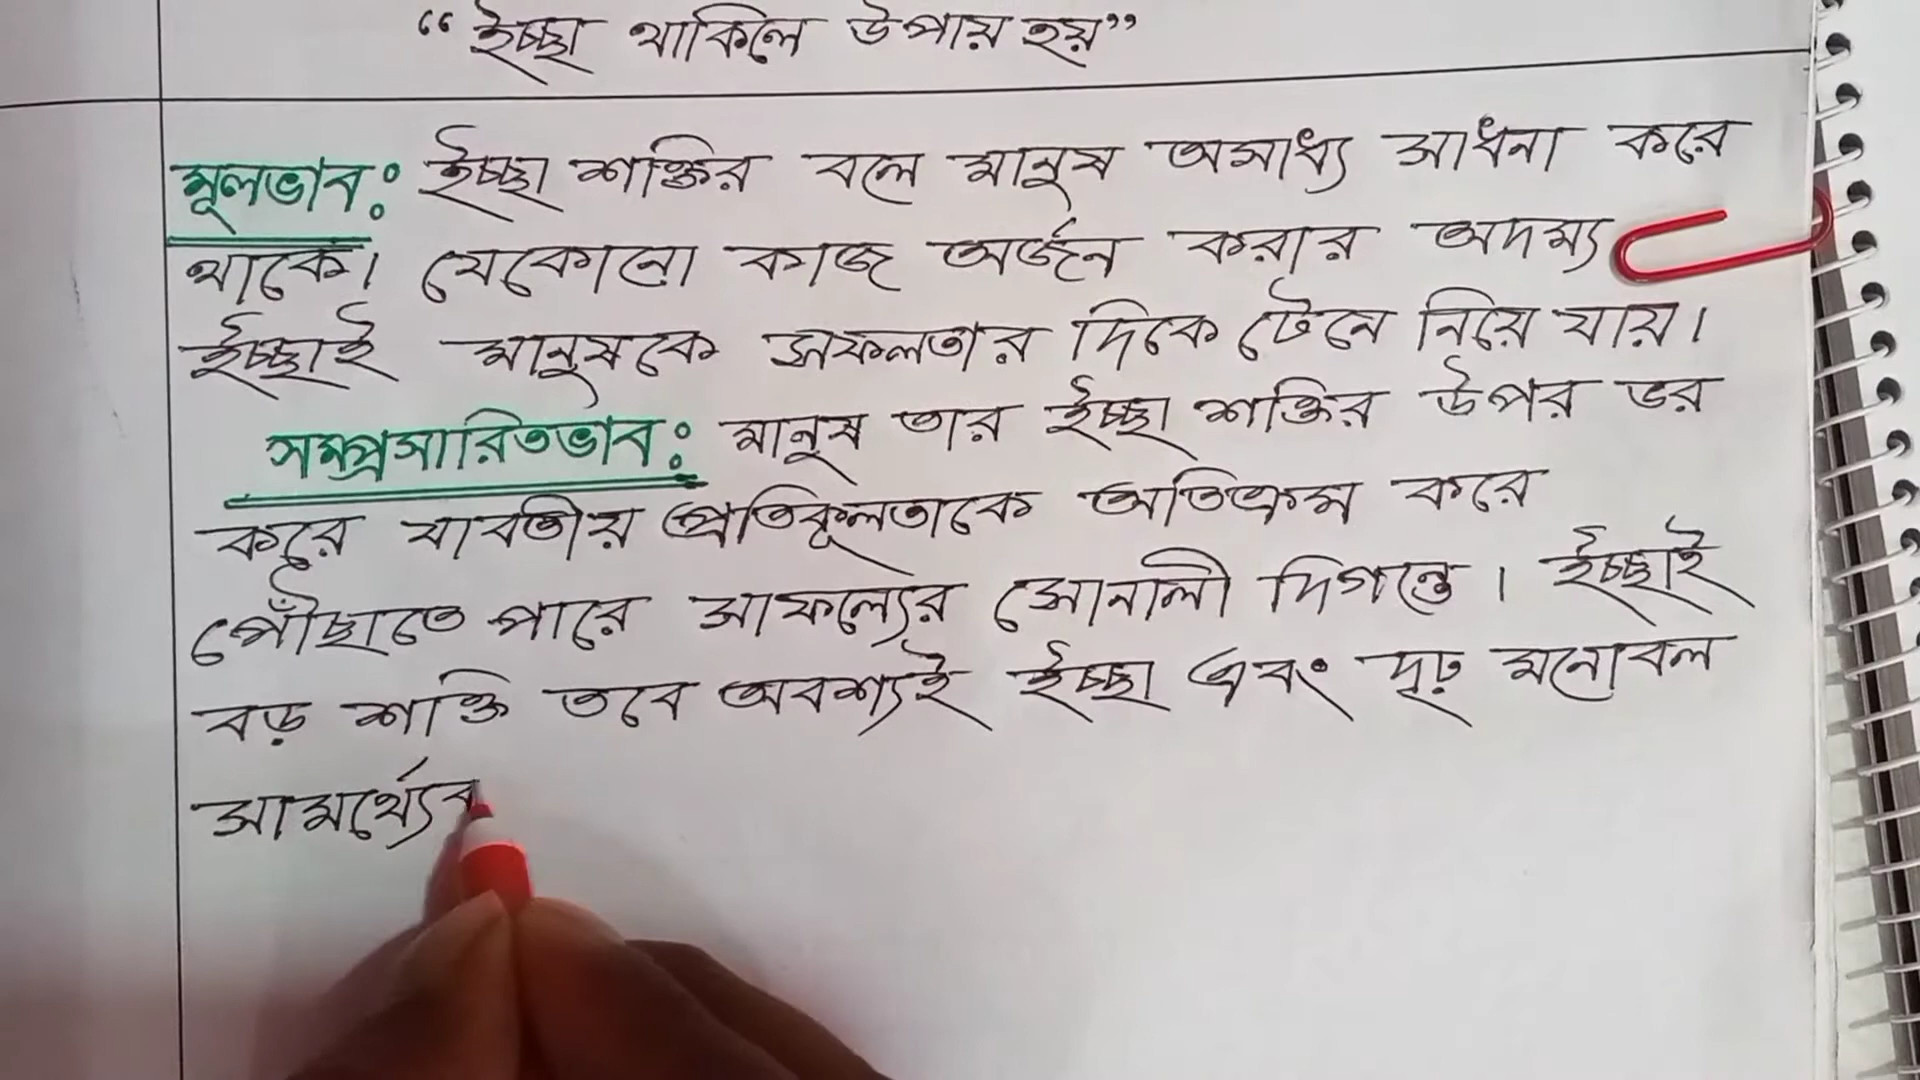 “ইচ্ছা থাকিলে উপায় হয়”
মূলভাব: ইচ্ছা শক্তির বলে মানুষ অসাধ্য সাধনা করে
থাকে। যেকোনো কাজ অর্জন করার অদম্য
ইচ্ছাই মানুষকে সফলতার দিকে টেনে নিয়ে যায়।
সম্প্রসারিতভাব: মানুষ তার ইচ্ছা শক্তির উপর ভর
করে যাবতীয় প্রতিকূলতাকে অতিক্রম করে
পৌঁছাতে পারে সাফল্যের সোনালী দিগন্তে। ইচ্ছাই
বড় শক্তি তবে অবশ্যই ইচ্ছা এবং দৃঢ় মনোবল
সামর্থ্যের